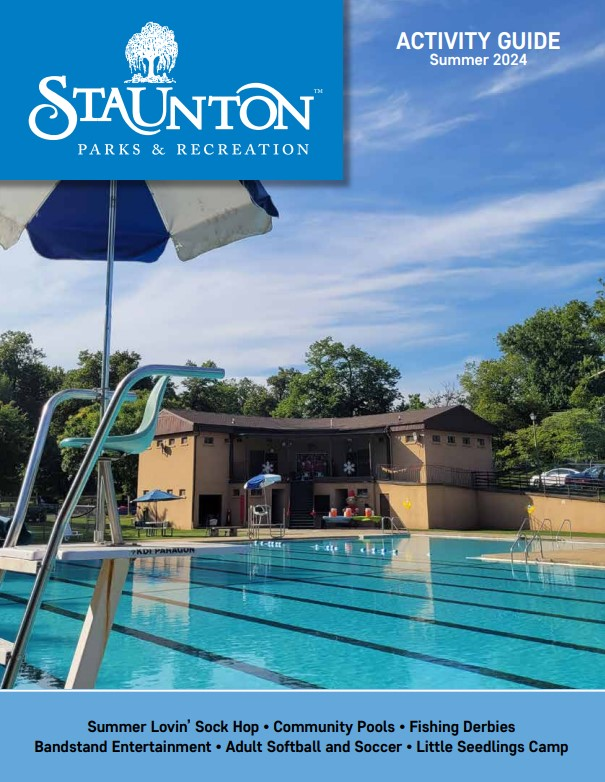 ACTIVITY GUIDE
Summer 2024
STAUNTON™
PARKS & RECREATION
KDI PARAGON
Summer Lovin' Sock Hop • Community Pools • Fishing Derbies
Bandstand Entertainment • Adult Softball and Soccer • Little Seedlings Camp